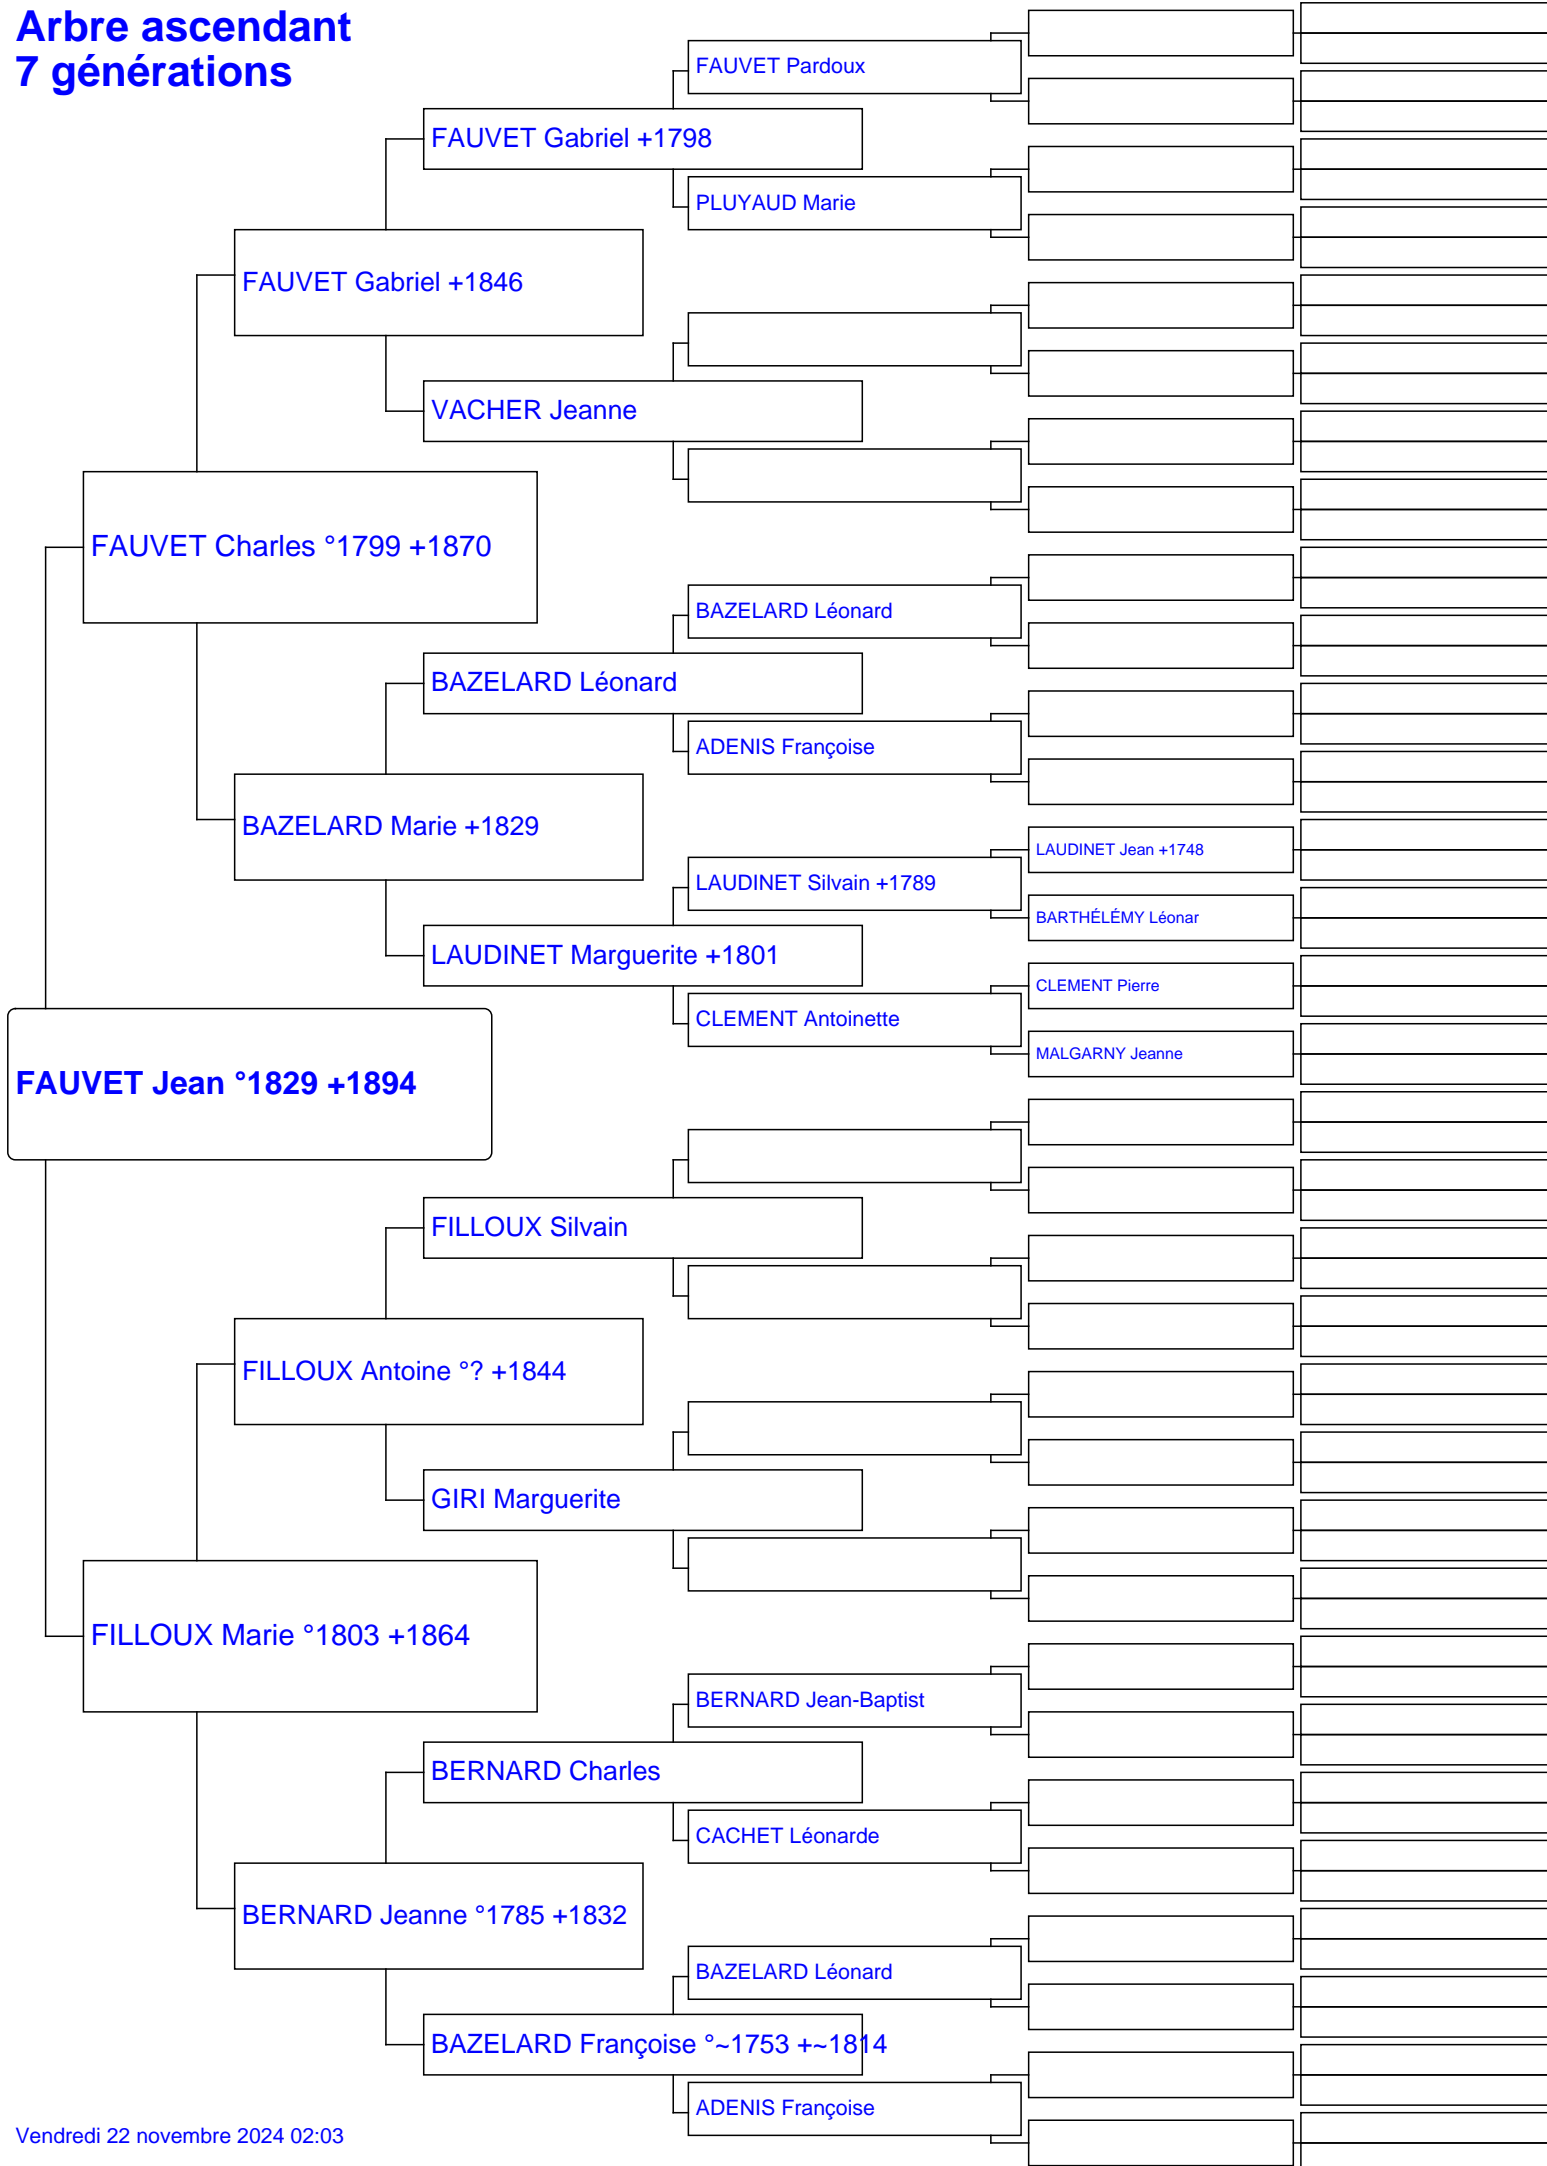 Arbre ascendant
7 générations
FAUVET Pardoux
FAUVET Gabriel +1798
PLUYAUD Marie
FAUVET Gabriel +1846
VACHER Jeanne
FAUVET Charles °1799 +1870
BAZELARD Léonard
BAZELARD Léonard
ADENIS Françoise
BAZELARD Marie +1829
LAUDINET Jean +1748
LAUDINET Silvain +1789
BARTHÉLÉMY Léonar
LAUDINET Marguerite +1801
CLEMENT Pierre
CLEMENT Antoinette
MALGARNY Jeanne
FAUVET Jean °1829 +1894
FILLOUX Silvain
FILLOUX Antoine °? +1844
GIRI Marguerite
FILLOUX Marie °1803 +1864
BERNARD Jean-Baptist
BERNARD Charles
CACHET Léonarde
BERNARD Jeanne °1785 +1832
BAZELARD Léonard
BAZELARD Françoise °~1753 +~1814
ADENIS Françoise
Vendredi 22 novembre 2024 02:03